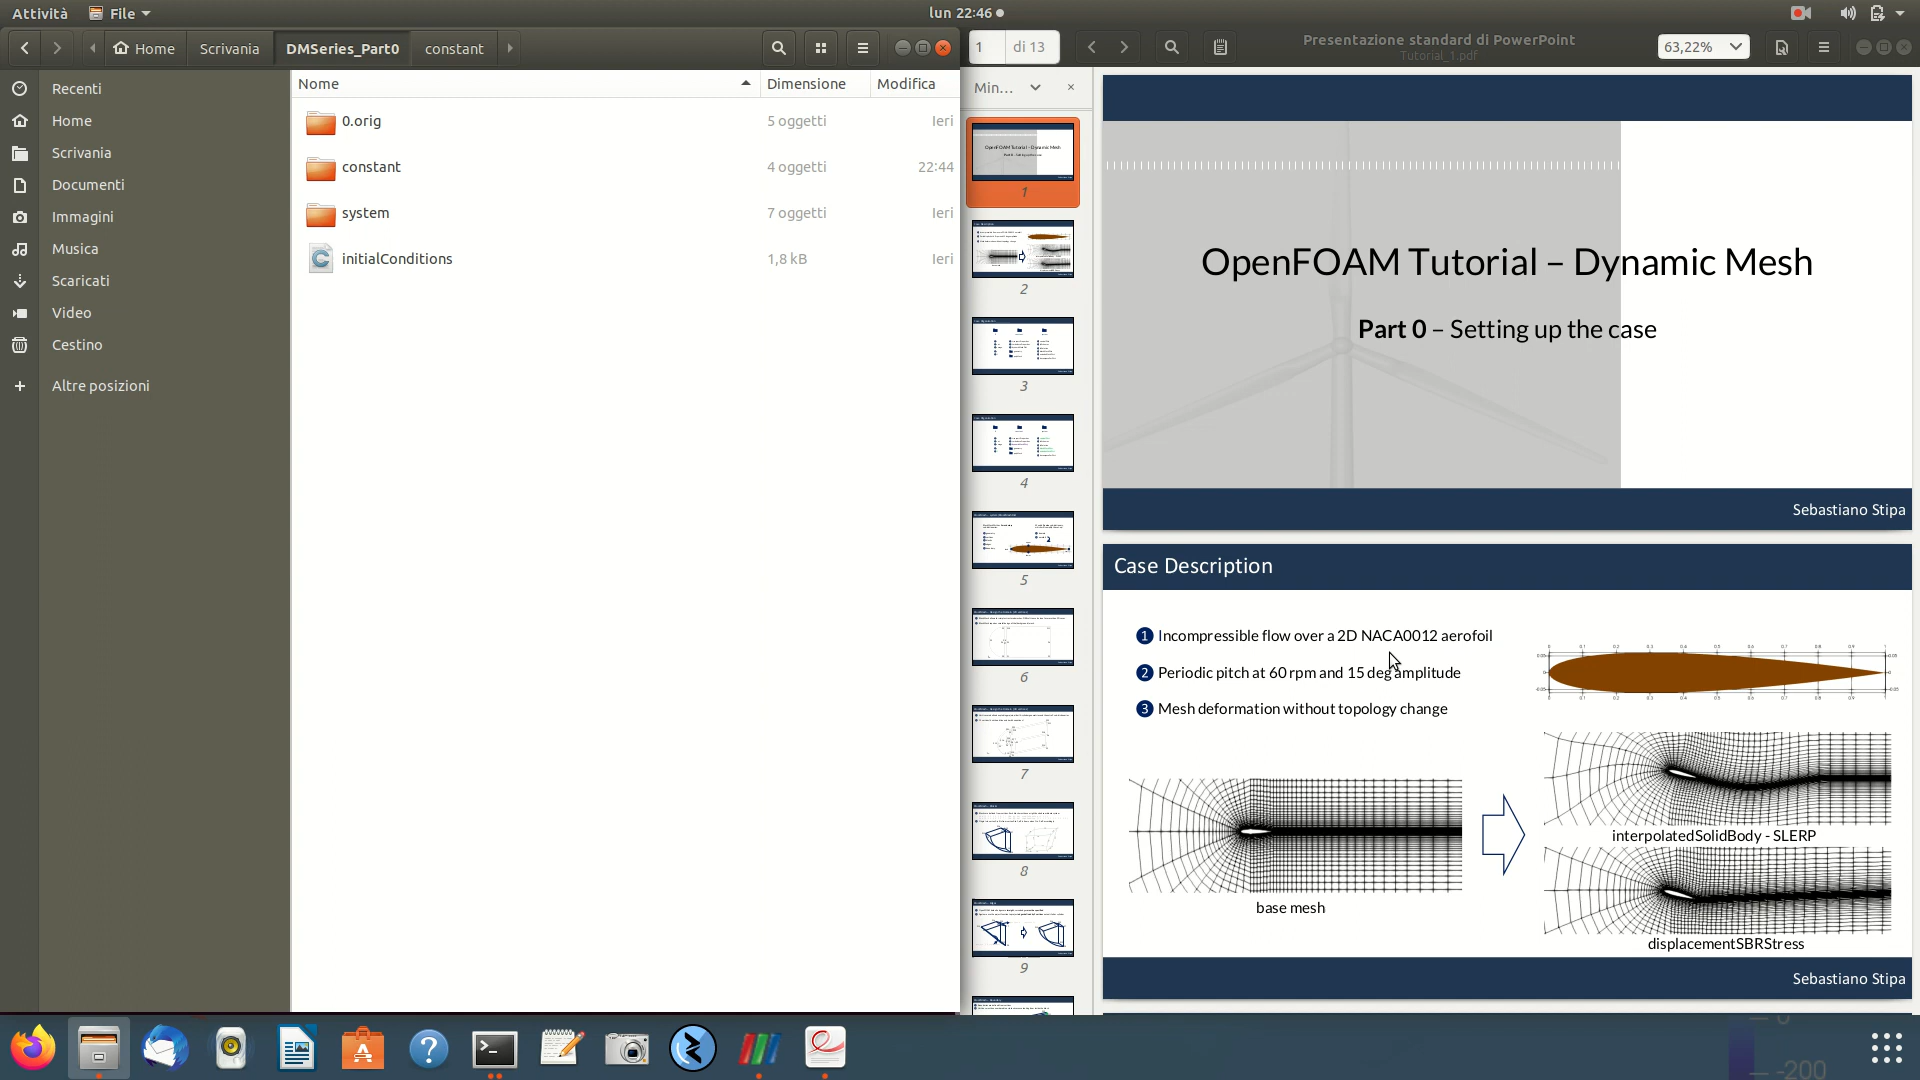 Attività
File
lun 22:46
Home
Scrivania
DMSeries_Part0
constant
1
di 13
Presentazione standard di PowerPoint
Tutorial_1.pdf
63,22%
Recenti
Home
Scrivania
Documenti
Immagini
Musica
Scaricati
Video
Cestino
Altre posizioni
Nome
Dimensione
Modifica
0.orig
5 oggetti
Ieri
constant
4 oggetti
22:44
system
7 oggetti
Ieri
initialConditions
1,8 kB
Ieri
Min...
1
2
3
4
5
6
7
8
9
OpenFOAM Tutorial – Dynamic Mesh
Part 0 – Setting up the case
Sebastiano Stipa
Case Description
1 Incompressible flow over a 2D NACA0012 aerofoil
2 Periodic pitch at 60 rpm and 15 deg amplitude
3 Mesh deformation without topology change
base mesh
interpolatedSolidBody - SLERP
displacementSBRStress
Sebastiano Stipa
-200